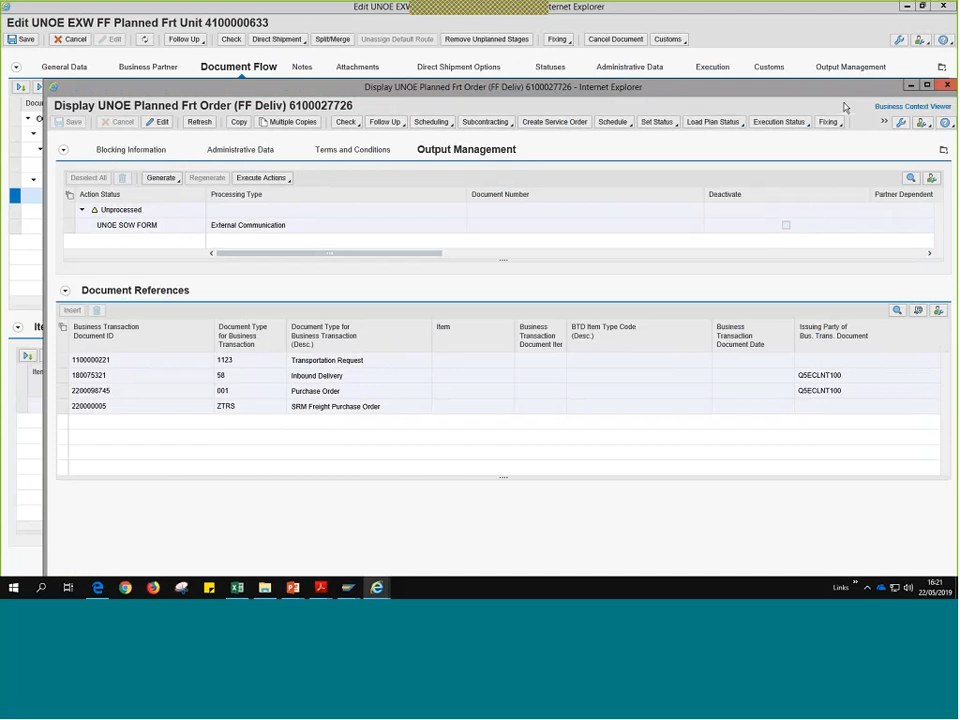 Edit UNOE EXW
ternet Explorer
Edit UNOE EXW FF Planned Frt Unit 4100000633
Save Cancel Edit Follow Up Check Direct Shipment Split/Merge Unassign Default Route Remove Unplanned Stages Fixing Cancel Document Customs
General Data Business Partner Document Flow Notes Attachments Direct Shipment Options Statuses Administrative Data Execution Customs Output Management
Display UNOE Planned Frt Order (FF Deliv) 6100027726 - Internet Explorer
Docu
Display UNOE Planned Frt Order (FF Deliv) 6100027726
Business Context Viewer
Save Cancel Edit Refresh Copy Multiple Copies Check Follow Up Scheduling Subcontracting Create Service Order Schedule Set Status Load Plan Status Execution Status Fixing
Blocking Information Administrative Data Terms and Conditions Output Management
Deselect All Generate Regenerate Execute Actions
Action Status Processing Type Document Number Deactivate Partner Dependent
Unprocessed
UNOE SOW FORM External Communication
Document References
Insert
Ite
Item
Business Transaction Document ID
Document Type for Business Transaction
Document Type for Business Transaction (Desc.)
Item
Business Transaction Document Iter
BTD Item Type Code (Desc.)
Business Transaction Document Date
Issuing Party of Bus. Trans. Document
1100000221 1123 Transportation Request
180075321 58 Inbound Delivery Q5ECLNT100
2200098745 001 Purchase Order Q5ECLNT100
220000005 ZTRS SRM Freight Purchase Order
Links
16:21
22/05/2019